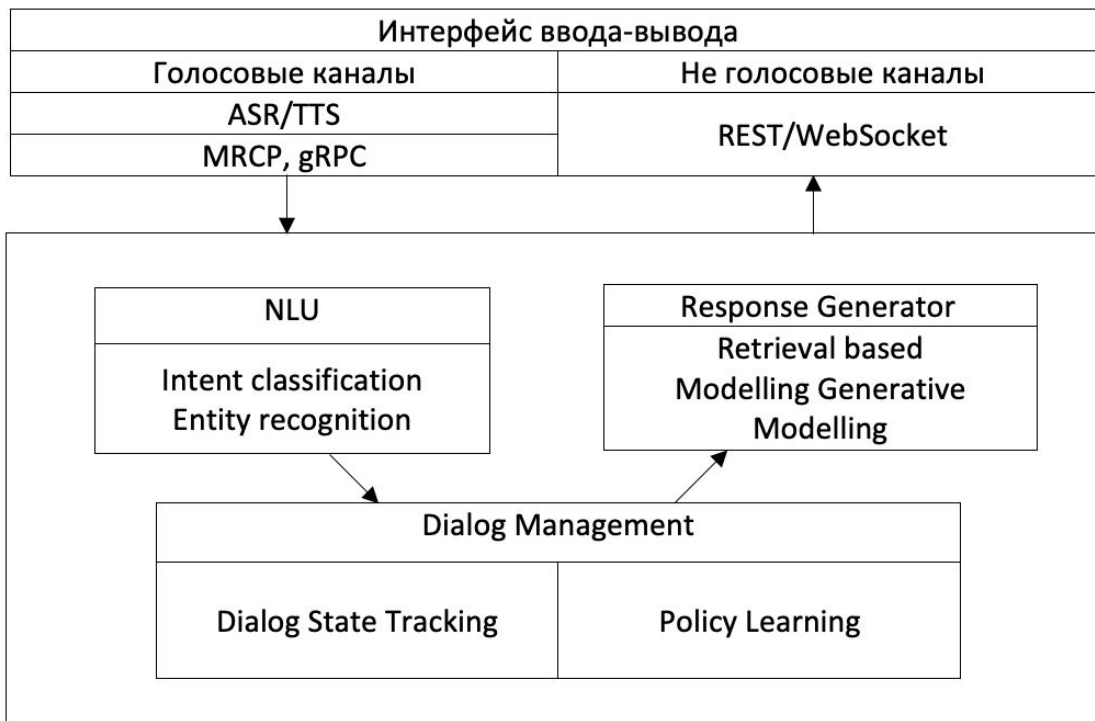 Интерфейс ввода-вывода
Голосовые каналы
Не голосовые каналы
ASR/TTS
MRCP, gRPC
REST/WebSocket
NLU
Intent classification
Entity recognition
Response Generator
Retrieval based
Modelling Generative
Modelling
Dialog Management
Dialog State Tracking
Policy Learning